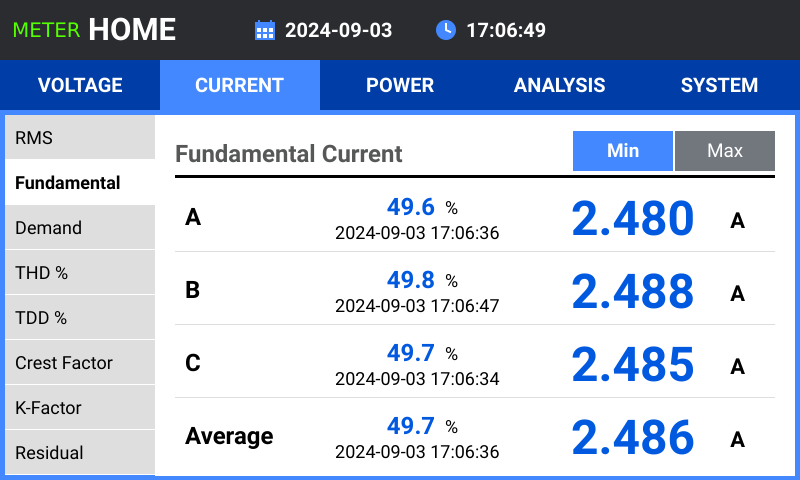 METER HOME 2024-09-03 17:06:49
VOLTAGE CURRENT POWER ANALYSIS SYSTEM
RMS
Fundamental
Demand
THD %
TDD %
Crest Factor
K-Factor
Residual
Fundamental Current Min Max
A 49.6 % 2.480 A
2024-09-03 17:06:36
B 49.8 % 2.488 A
2024-09-03 17:06:47
C 49.7 % 2.485 A
2024-09-03 17:06:34
Average 49.7 % 2.486 A
2024-09-03 17:06:36